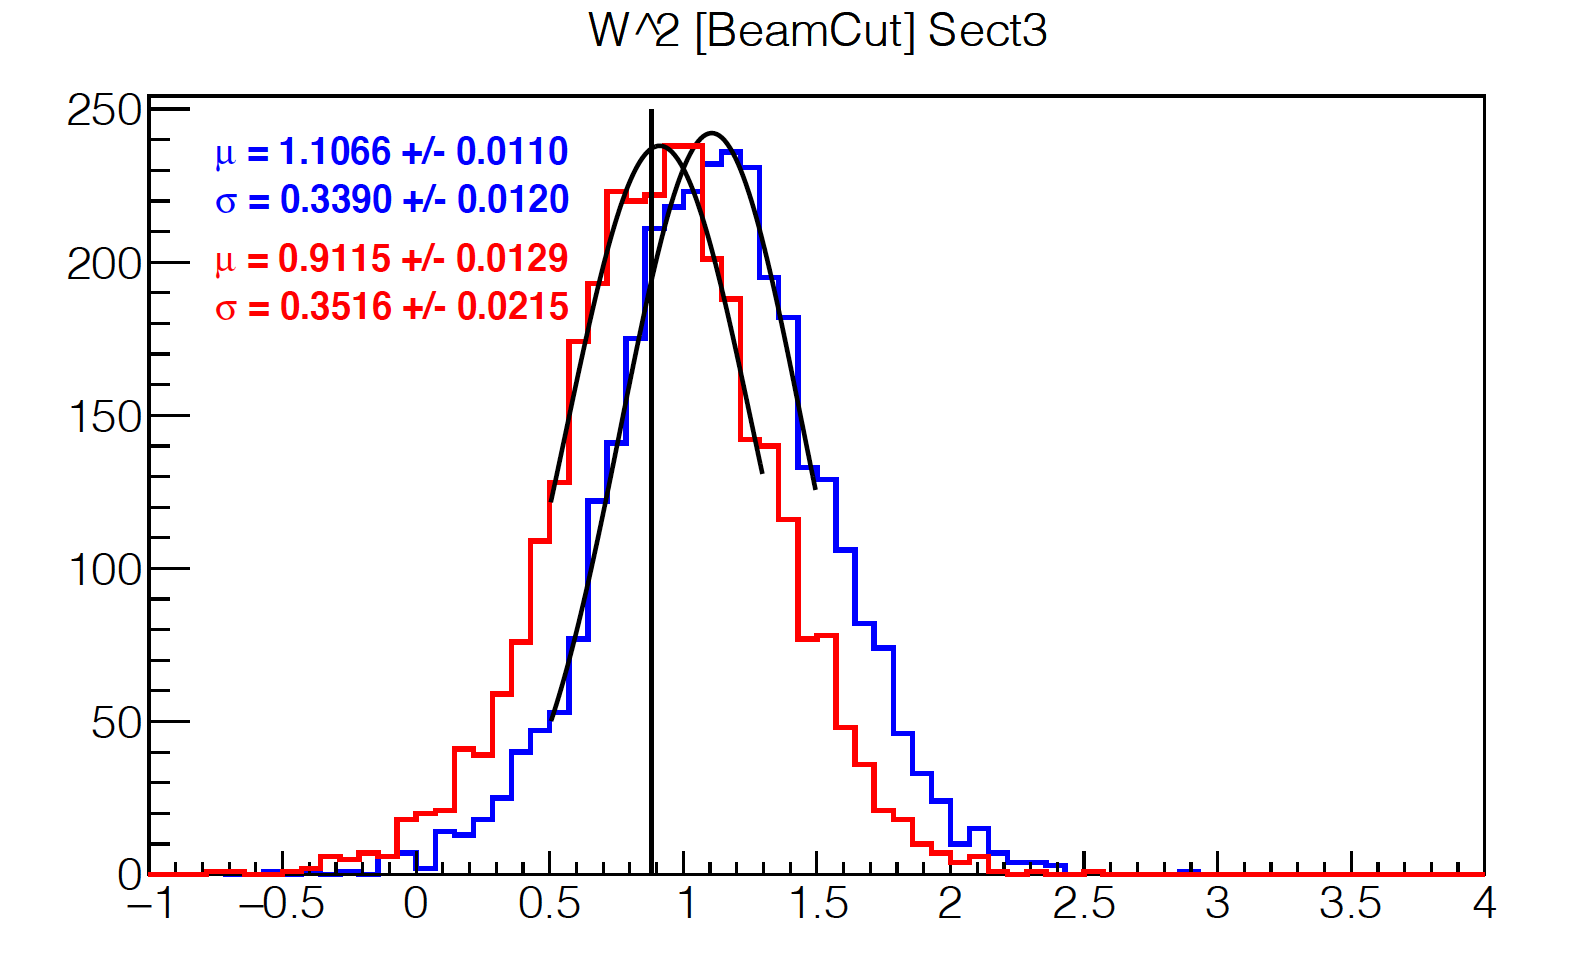 W^2 [BeamCut] Sect3
250
μ = 1.1066 +/- 0.0110
σ = 0.3390 +/- 0.0120
200
μ = 0.9115 +/- 0.0129
σ = 0.3516 +/- 0.0215
150
100
50
0
−1 −0.5 0 0.5 1 1.5 2 2.5 3 3.5 4